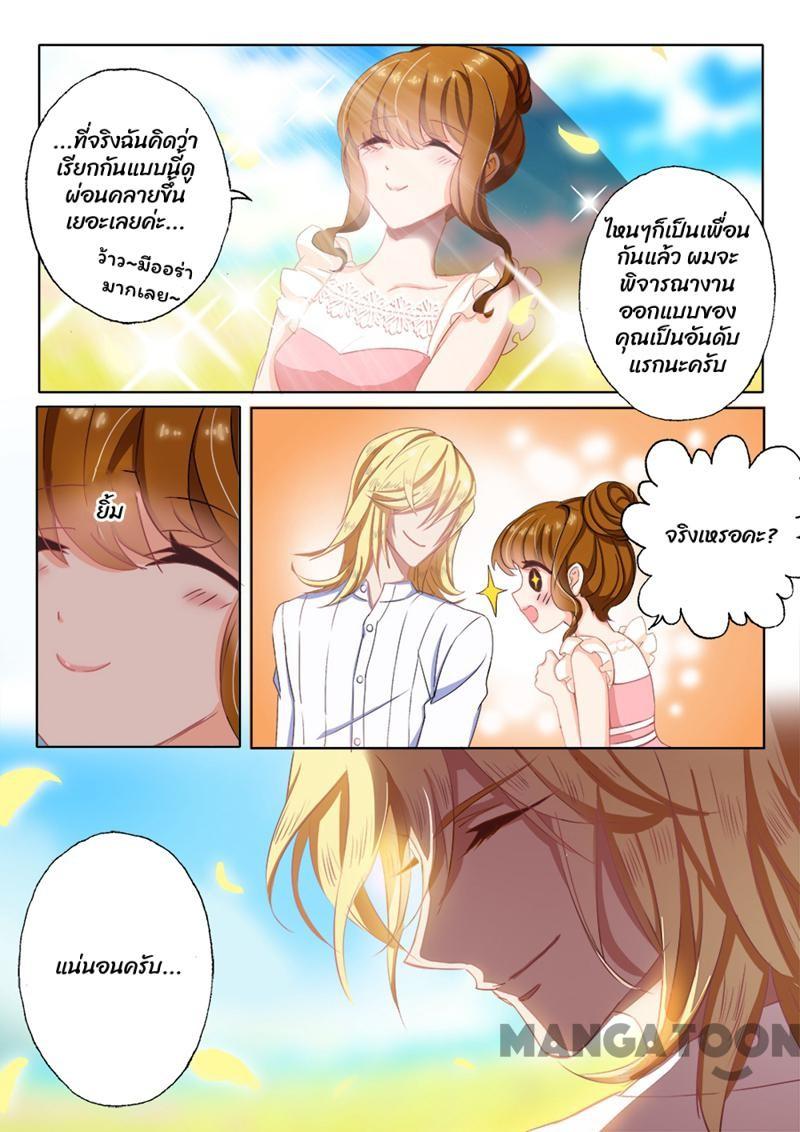 ...ที่จริงฉันคิดว่า
เรียกกันแบบนี้ดู
ผ่อนคลายขึ้น
เยอะเลยค่ะ...
ว้าว~มีออร่า
มากเลย~
ไหนๆก็เป็นเพื่อน
กันแล้ว ผมจะ
พิจารณางาน
ออกแบบของ
คุณเป็นอันดับ
แรกนะครับ
ยิ้ม
จริงเหรอคะ?
แน่นอนครับ...
MANGATOON